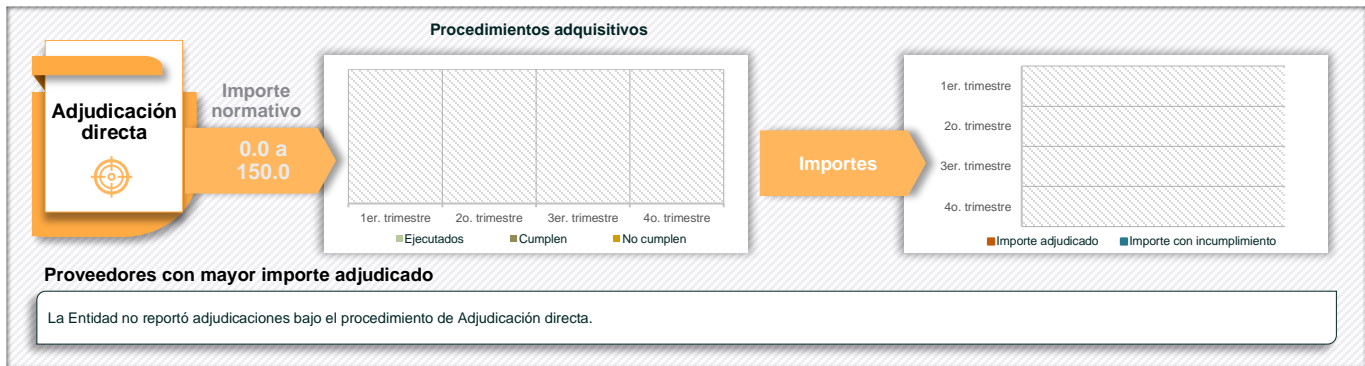 Procedimientos adquisitivos
Adjudicación
directa
Importe
normativo
0.0 a
150.0
1er. trimestre 2o. trimestre 3er. trimestre 4o. trimestre
Ejecutados Cumplen No cumplen
Importes
1er. trimestre
2o. trimestre
3er. trimestre
4o. trimestre
Importe adjudicado Importe con incumplimiento
Proveedores con mayor importe adjudicado
La Entidad no reportó adjudicaciones bajo el procedimiento de Adjudicación directa.